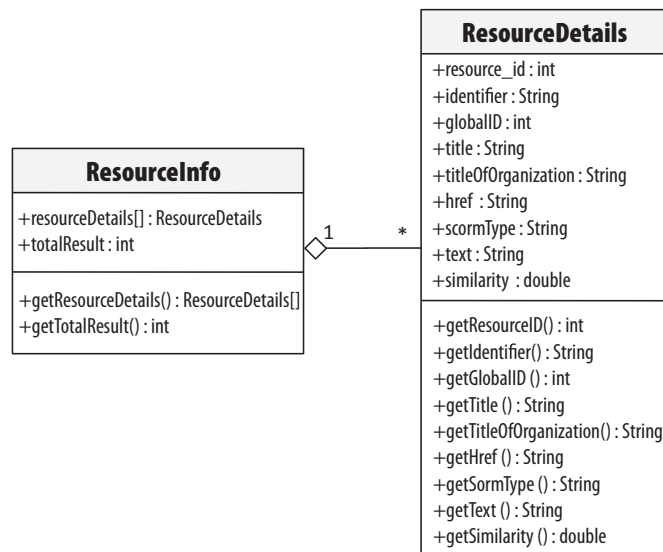 ResourceInfo
+resourceDetails[] : ResourceDetails
+totalResult : int
+getResourceDetails() : ResourceDetails[]
+getTotalResult() : int
1
*
ResourceDetails
+resource_id : int
+identifier : String
+globalID : int
+title : String
+titleOfOrganization : String
+href : String
+scormType : String
+text : String
+similarity : double
+getResourceID() : int
+getIdentifier() : String
+getGlobalID () : int
+getTitle () : String
+getTitleOfOrganization() : String
+getHref () : String
+getSormType () : String
+getText () : String
+getSimilarity () : double